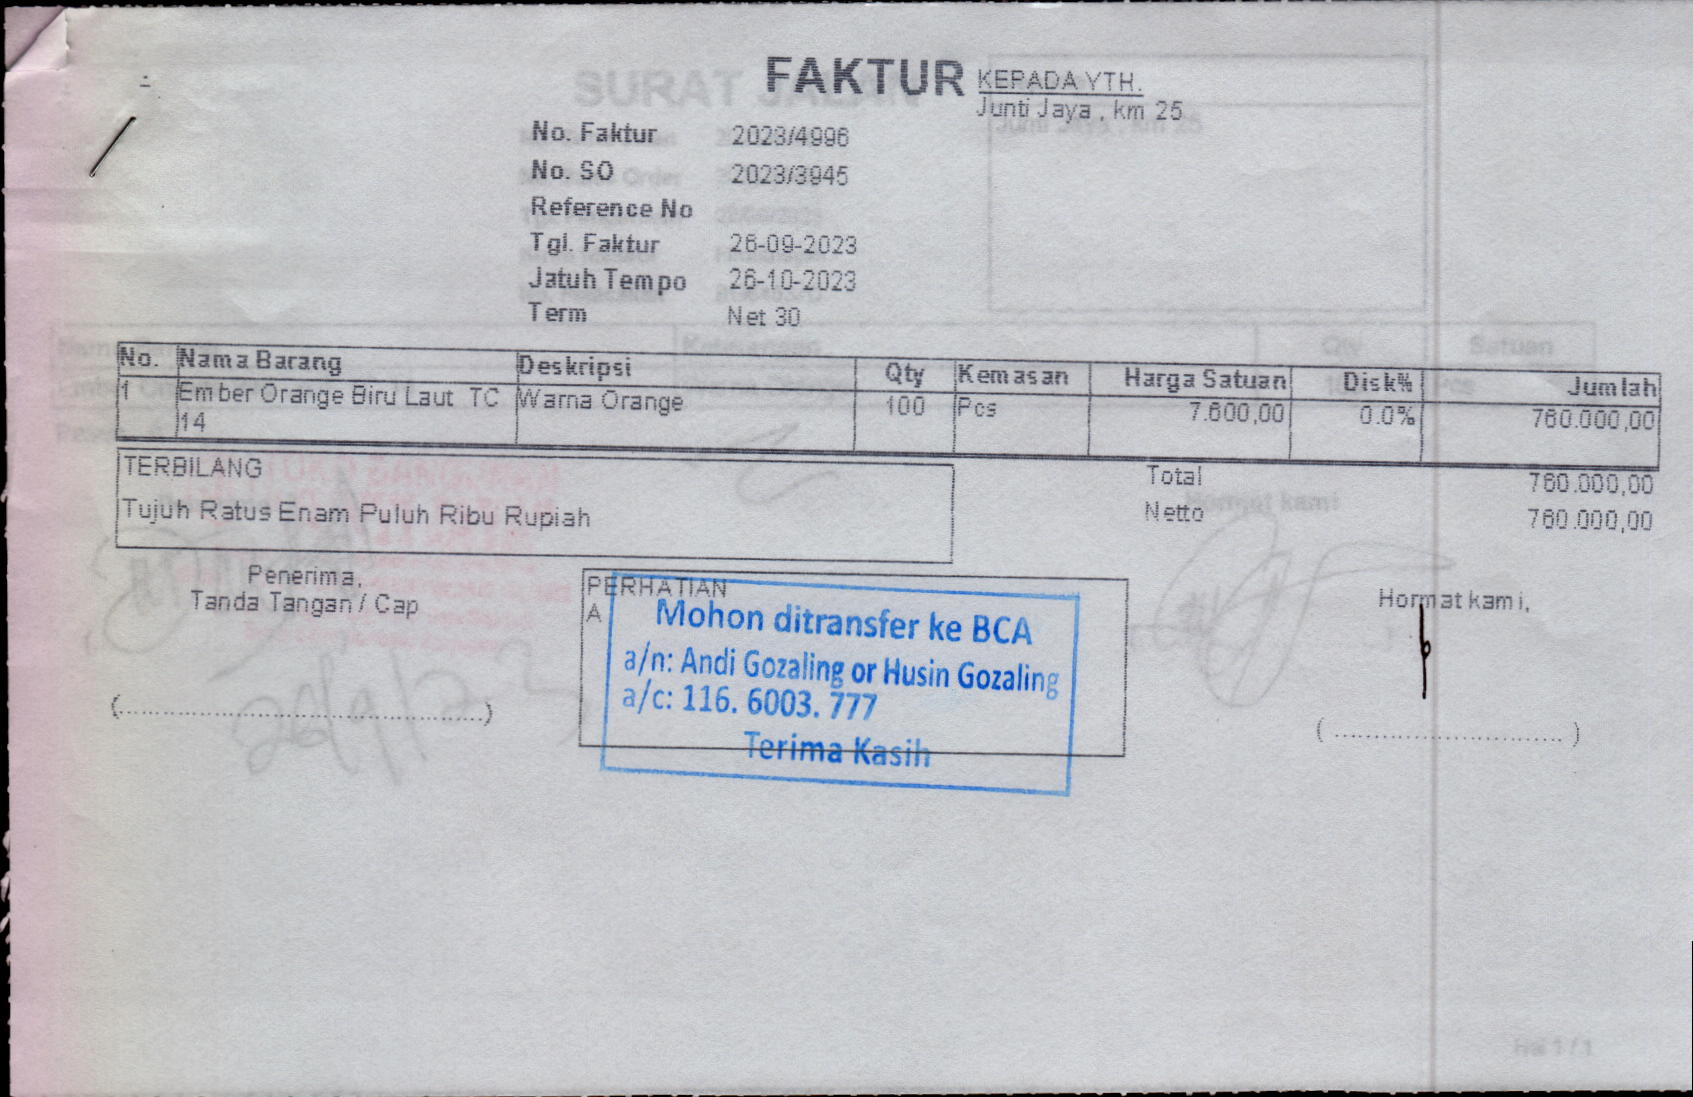 FAKTUR
KEPADA YTH.
Junti Jaya , km 25
No. Faktur 2023/4996
No. SO 2023/3945
Reference No
Tgl. Faktur 26-09-2023
Jatuh Tempo 26-10-2023
Term Net 30
No. Nama Barang Deskripsi Qty Kemasan Harga Satuan Disk% Jumlah
1 Ember Orange Biru Laut TC Warna Orange 100 Pcs 7.600,00 0.0% 760.000,00
14
TERBILANG
Tujuh Ratus Enam Puluh Ribu Rupiah
Total 760.000,00
Netto 760.000,00
Penerima,
Tanda Tangan / Cap
PERHATIAN
A
Mohon ditransfer ke BCA
a/n: Andi Gozaling or Husin Gozaling
a/c: 116. 6003. 777
Terima Kasih
Hormat kami,
(..........................................)
( ............................. )
SURAT JALAN
Hal 1 / 1